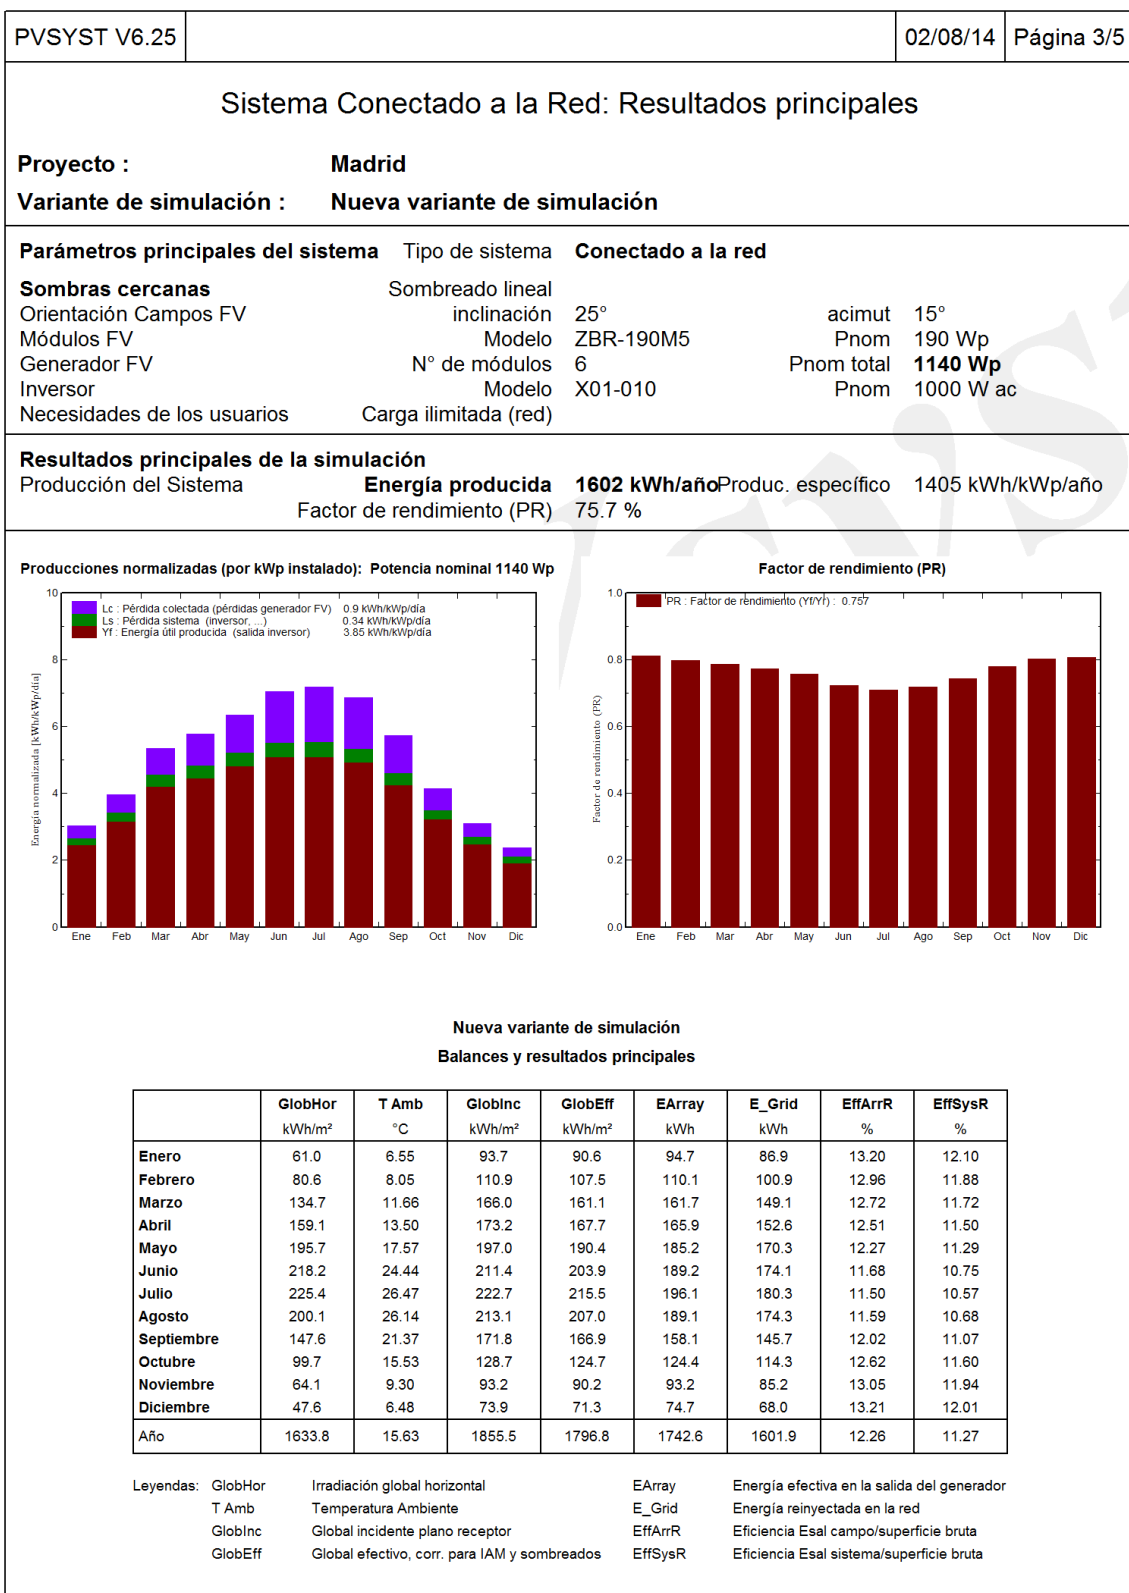 PVSYST V6.25 02/08/14 Página 3/5
Sistema Conectado a la Red: Resultados principales
Proyecto : Madrid
Variante de simulación : Nueva variante de simulación
Parámetros principales del sistema Tipo de sistema Conectado a la red
Sombras cercanas Sombreado lineal
Orientación Campos FV inclinación 25° acimut 15°
Módulos FV Modelo ZBR-190M5 Pnom 190 Wp
Generador FV N° de módulos 6 Pnom total 1140 Wp
Inversor Modelo X01-010 Pnom 1000 W ac
Necesidades de los usuarios Carga ilimitada (red)
Resultados principales de la simulación
Producción del Sistema Energía producida 1602 kWh/año Produc. específico 1405 kWh/kWp/año
Factor de rendimiento (PR) 75.7 %
Producciones normalizadas (por kWp instalado): Potencia nominal 1140 Wp
Lc : Pérdida colectada (pérdidas generador FV) 0.9 kWh/kWp/día
Ls : Pérdida sistema (inversor, ...) 0.34 kWh/kWp/día
Yf : Energía útil producida (salida inversor) 3.85 kWh/kWp/día
10
8
6
4
2
0
Energía normalizada [kWh/kWp/día]
Ene Feb Mar Abr May Jun Jul Ago Sep Oct Nov Dic
Factor de rendimiento (PR)
PR : Factor de rendimiento (Yf/Yr) : 0.757
1.0
0.8
0.6
0.4
0.2
0.0
Factor de rendimiento (PR)
Ene Feb Mar Abr May Jun Jul Ago Sep Oct Nov Dic
Nueva variante de simulación
Balances y resultados principales
GlobHor T Amb GlobInc GlobEff EArray E_Grid EffArrR EffSysR
kWh/m² °C kWh/m² kWh/m² kWh kWh % %
Enero 61.0 6.55 93.7 90.6 94.7 86.9 13.20 12.10
Febrero 80.6 8.05 110.9 107.5 110.1 100.9 12.96 11.88
Marzo 134.7 11.66 166.0 161.1 161.7 149.1 12.72 11.72
Abril 159.1 13.50 173.2 167.7 165.9 152.6 12.51 11.50
Mayo 195.7 17.57 197.0 190.4 185.2 170.3 12.27 11.29
Junio 218.2 24.44 211.4 203.9 189.2 174.1 11.68 10.75
Julio 225.4 26.47 222.7 215.5 196.1 180.3 11.50 10.57
Agosto 200.1 26.14 213.1 207.0 189.1 174.3 11.59 10.68
Septiembre 147.6 21.37 171.8 166.9 158.1 145.7 12.02 11.07
Octubre 99.7 15.53 128.7 124.7 124.4 114.3 12.62 11.60
Noviembre 64.1 9.30 93.2 90.2 93.2 85.2 13.05 11.94
Diciembre 47.6 6.48 73.9 71.3 74.7 68.0 13.21 12.01
Año 1633.8 15.63 1855.5 1796.8 1742.6 1601.9 12.26 11.27
Leyendas: GlobHor Irradiación global horizontal EArray Energía efectiva en la salida del generador
T Amb Temperatura Ambiente E_Grid Energía reinyectada en la red
GlobInc Global incidente plano receptor EffArrR Eficiencia Esal campo/superficie bruta
GlobEff Global efectivo, corr. para IAM y sombreados EffSysR Eficiencia Esal sistema/superficie bruta